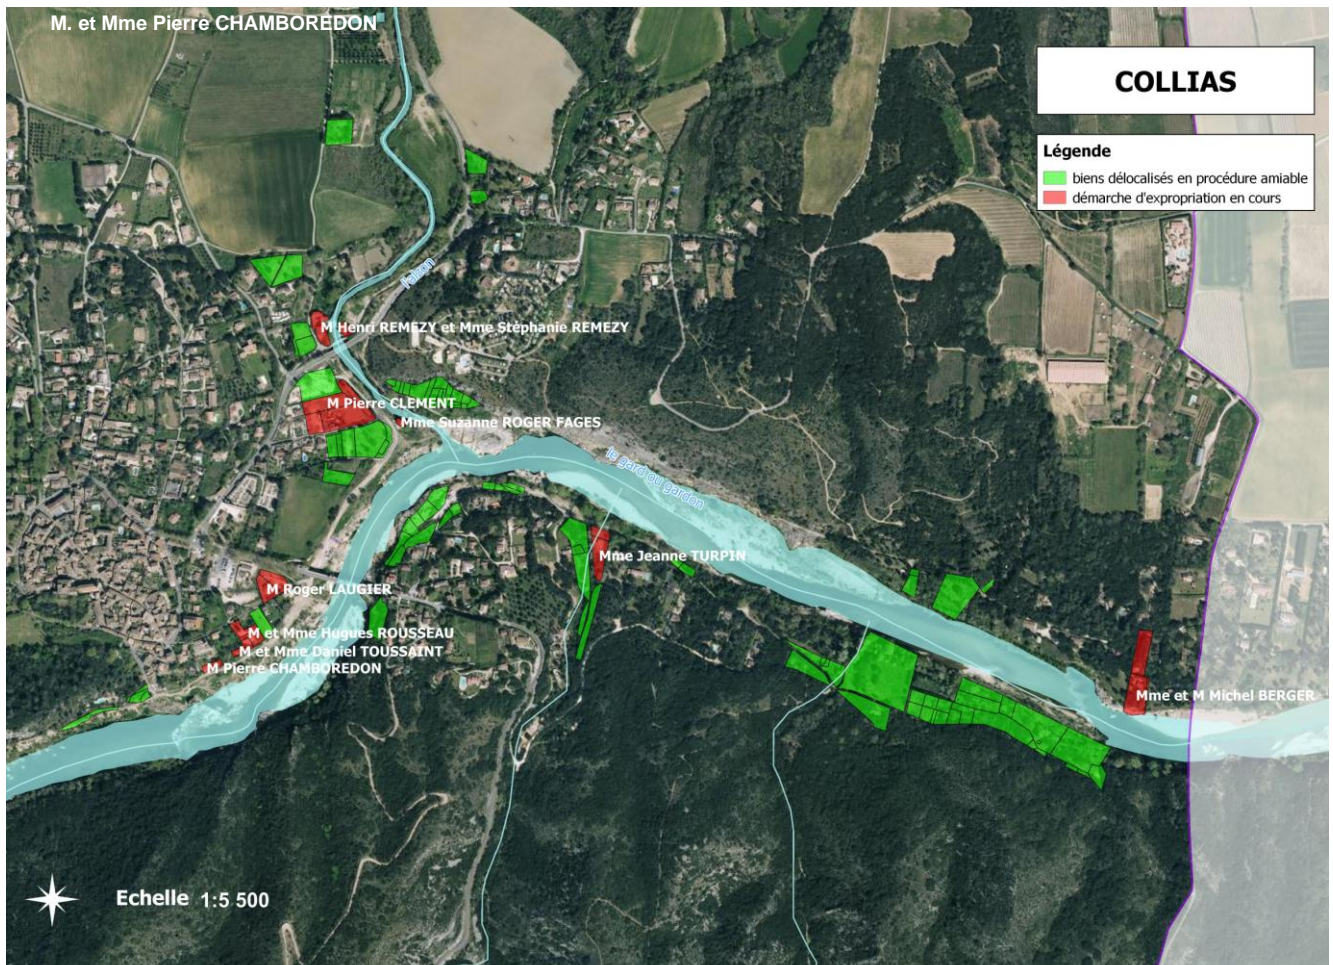 M. et Mme Pierre CHAMBOREDON
COLLIAS
Légende
biens délocalisés en procédure amiable
démarche d'expropriation en cours
l'alzon
M Henri REMEZY et Mme Stéphanie REMEZY
M Pierre CLEMENT
Mme Suzanne ROGER FAGES
le gard ou gardon
Mme Jeanne TURPIN
M Roger LAUGIER
M et Mme Hugues ROUSSEAU
M et Mme Daniel TOUSSAINT
M Pierre CHAMBOREDON
Mme et M Michel BERGER
Echelle 1:5 500